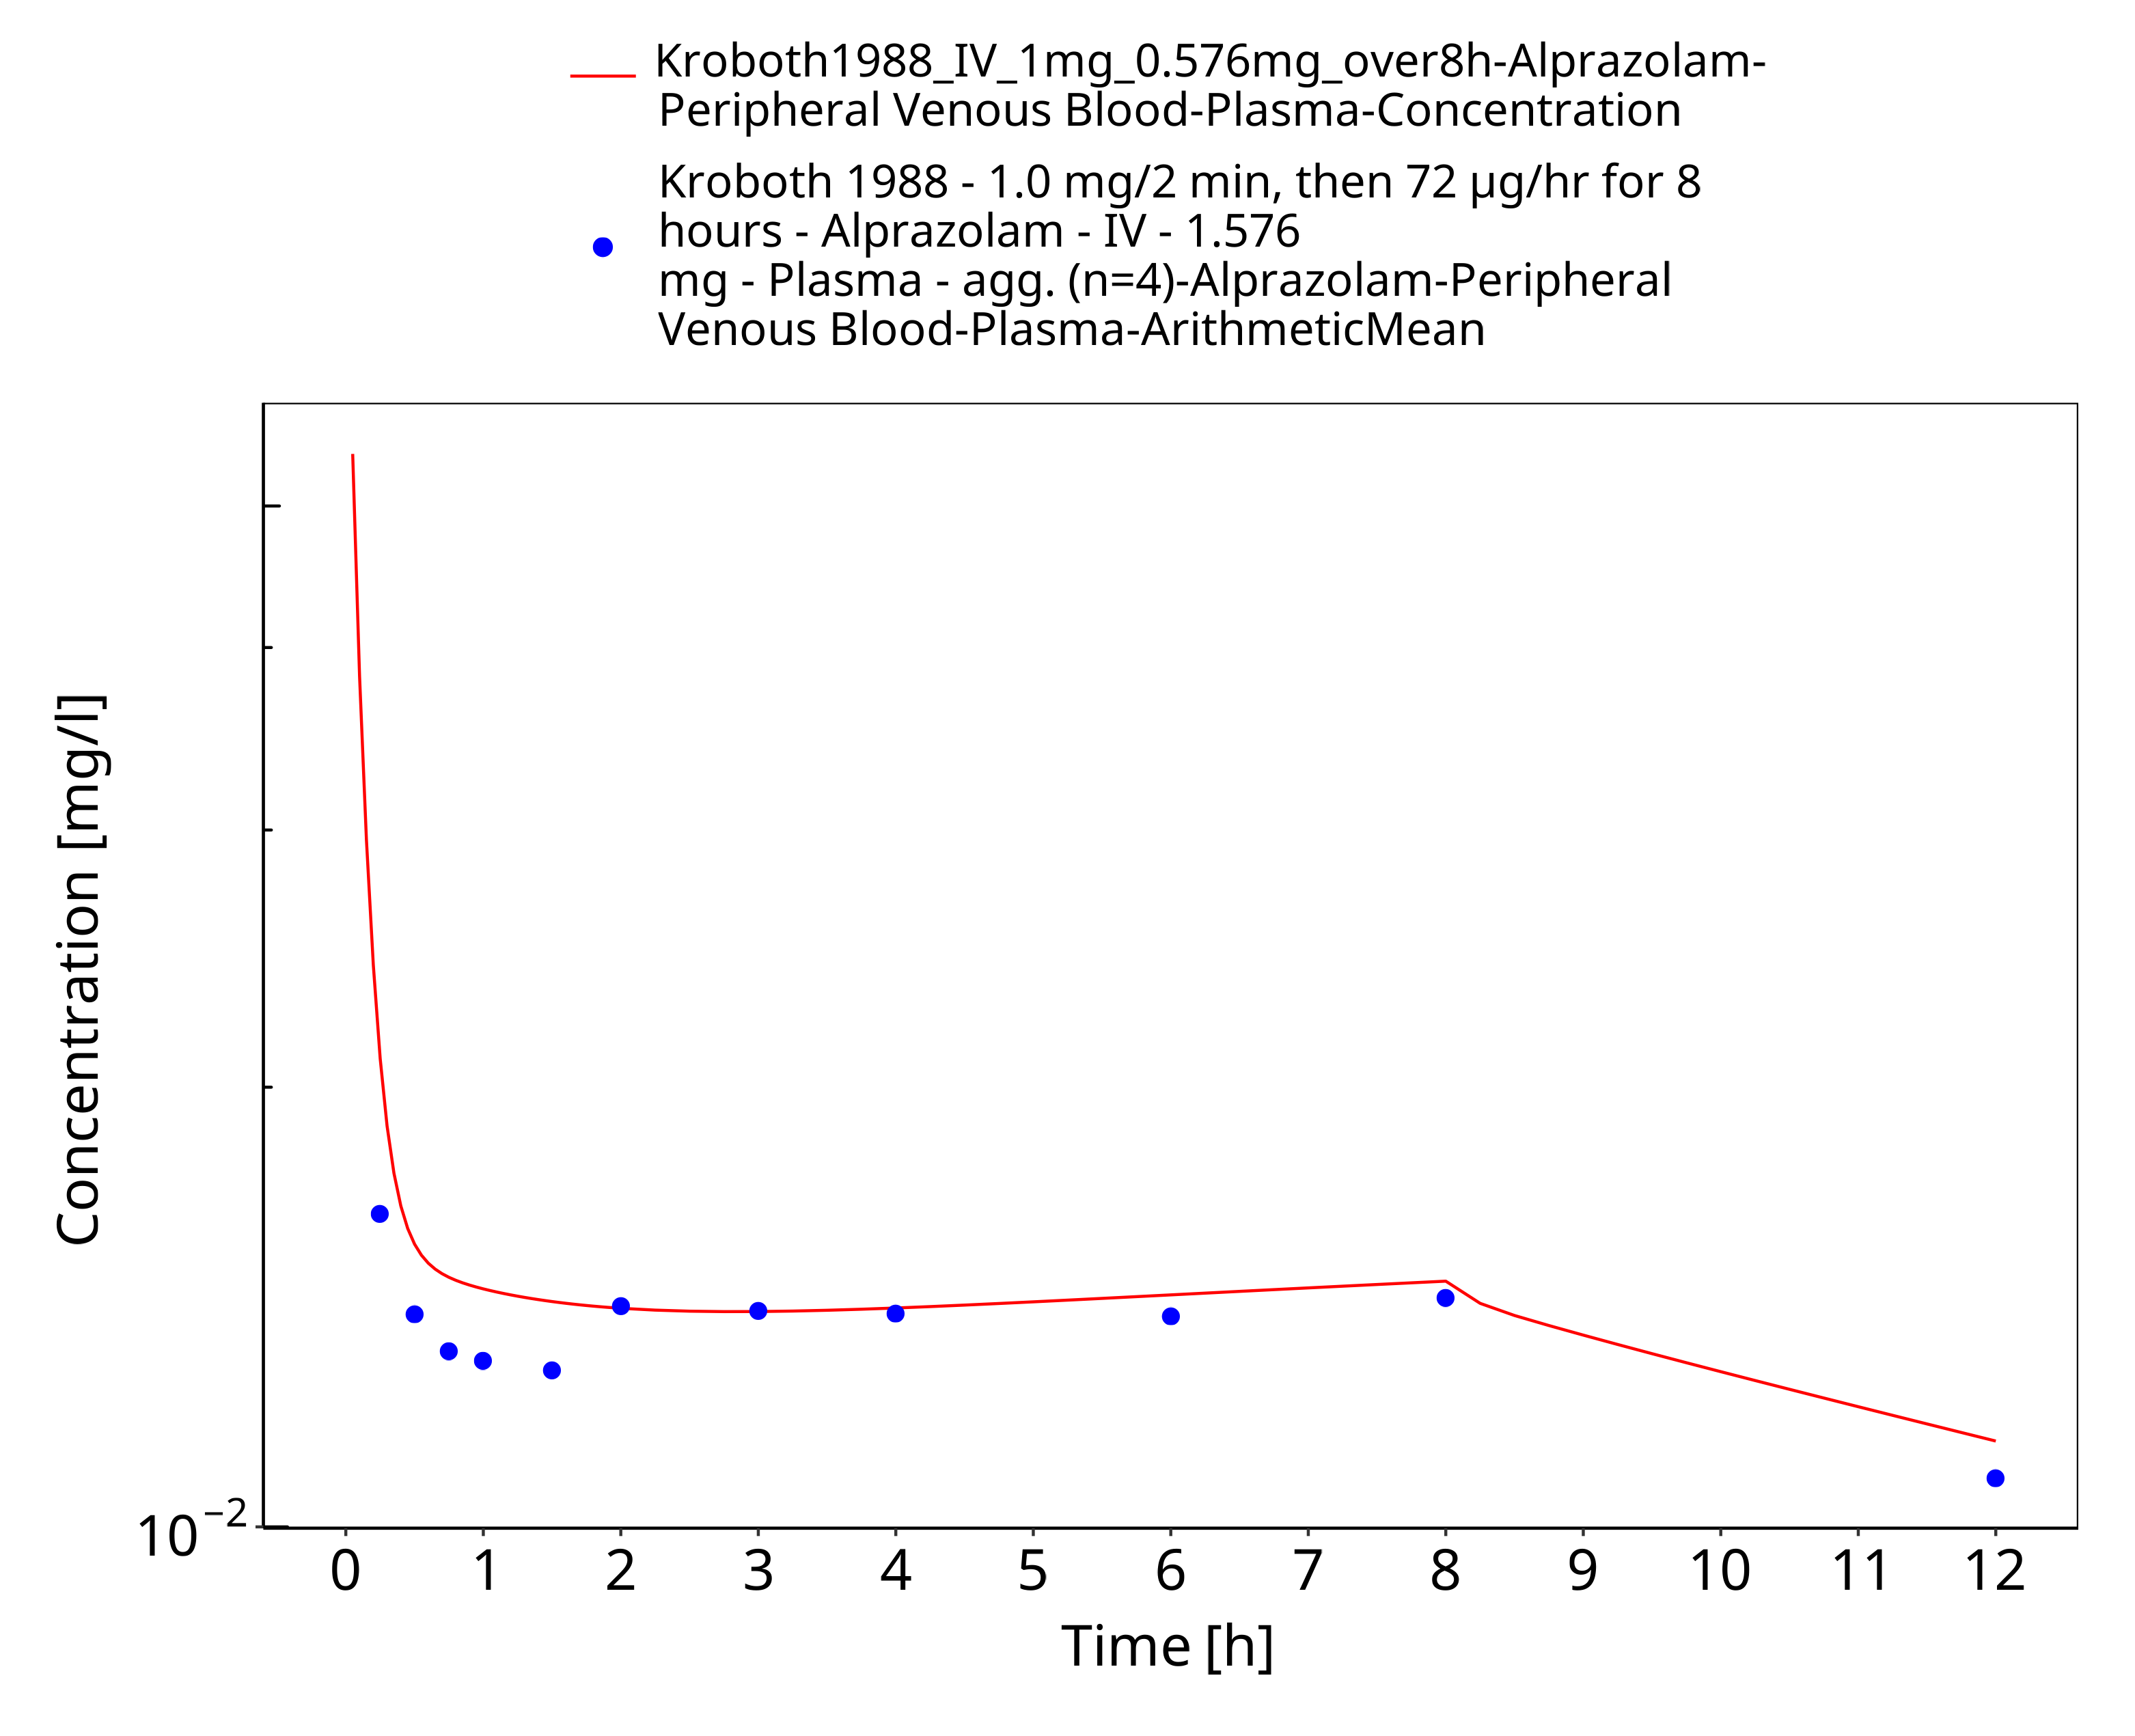 Kroboth1988_IV_1mg_0.576mg_over8h-Alprazolam-
Peripheral Venous Blood-Plasma-Concentration
Kroboth 1988 - 1.0 mg/2 min, then 72 µg/hr for 8
hours - Alprazolam - IV - 1.576
mg - Plasma - agg. (n=4)-Alprazolam-Peripheral
Venous Blood-Plasma-ArithmeticMean
Concentration [mg/l]
10⁻²
0 1 2 3 4 5 6 7 8 9 10 11 12
Time [h]